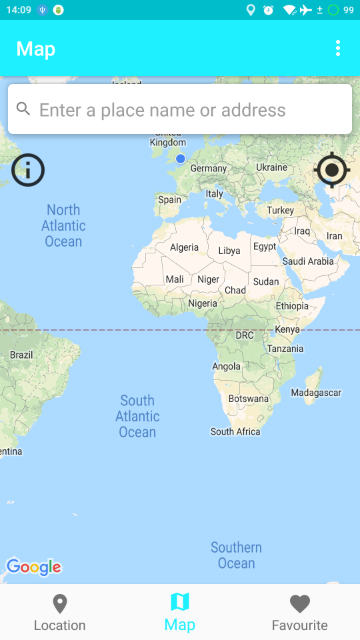 14:09
99
Map
Enter a place name or address
Iceland
United
Kingdom
Germany
Ukraine
Spain
Italy
Turkey
North
Atlantic
Ocean
Iraq
Iran
Algeria
Libya
Egypt
Saudi Arabia
Mali
Niger
Chad
Sudan
Nigeria
Ethiopia
DRC
Kenya
Tanzania
Brazil
Angola
Botswana
Madagascar
South
Atlantic
Ocean
South Africa
entina
Southern
Ocean
Google
Location
Map
Favourite